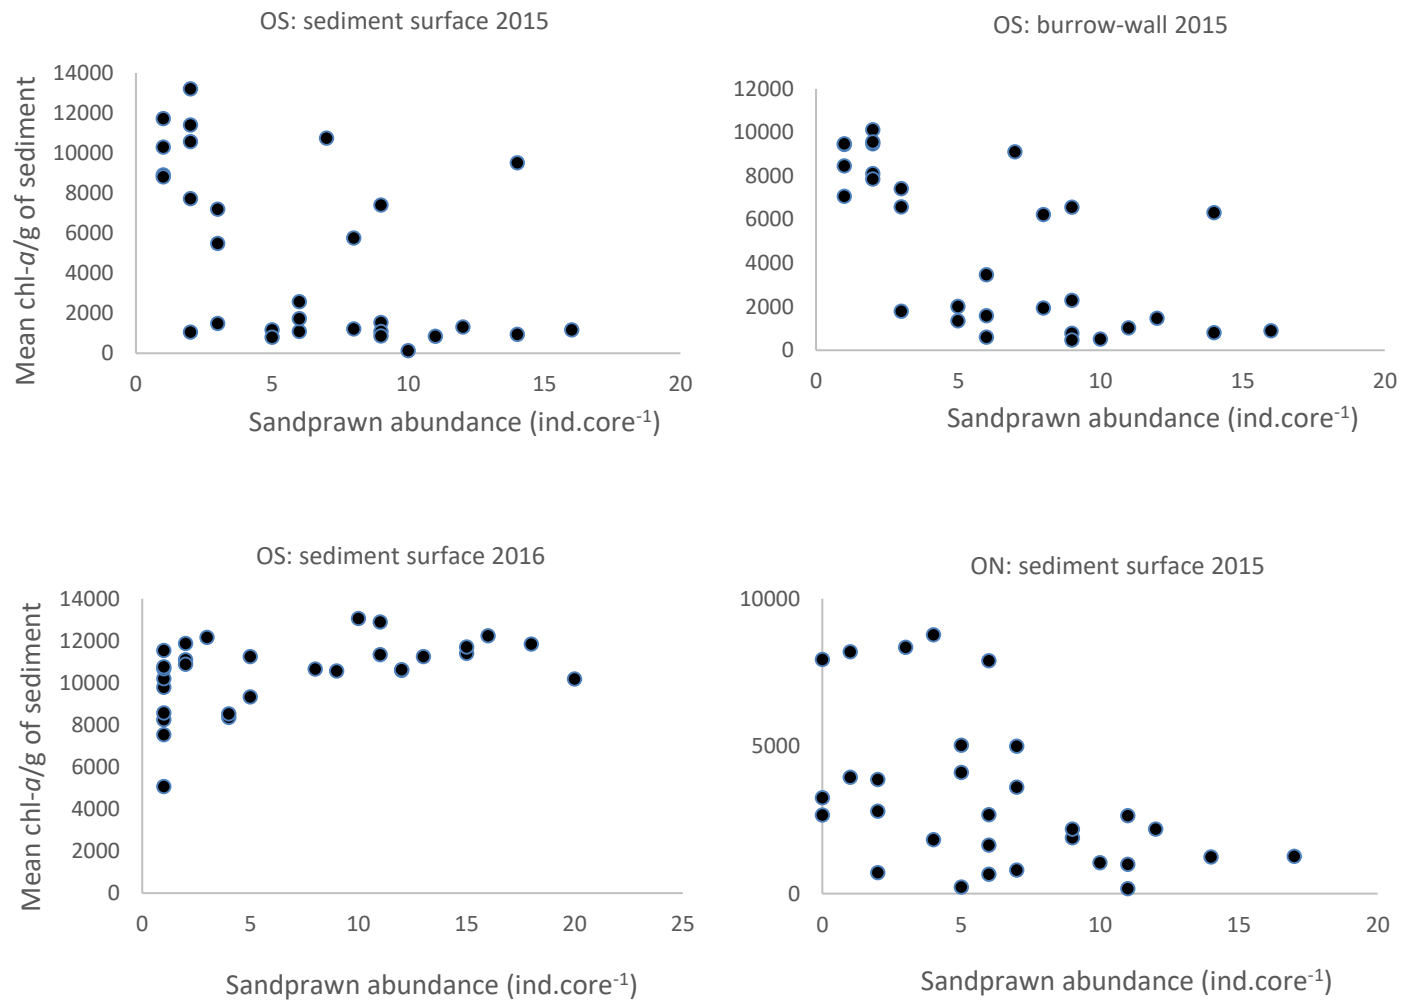 OS: sediment surface 2015
Mean chl-a/g of sediment
14000
12000
10000
8000
6000
4000
2000
0
0 5 10 15 20
Sandprawn abundance (ind.core-1)
OS: burrow-wall 2015
12000
10000
8000
6000
4000
2000
0
0 5 10 15 20
Sandprawn abundance (ind.core-1)
OS: sediment surface 2016
Mean chl-a/g of sediment
14000
12000
10000
8000
6000
4000
2000
0
0 5 10 15 20 25
Sandprawn abundance (ind.core-1)
ON: sediment surface 2015
10000
5000
0
0 5 10 15 20
Sandprawn abundance (ind.core-1)